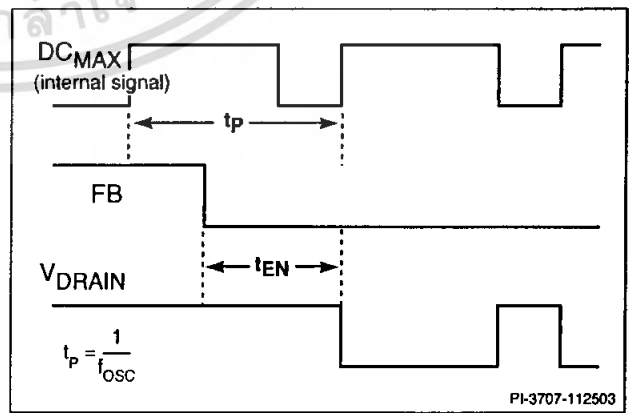 DCMAX
(internal signal)
tP
FB
tEN
VDRAIN
tP = 1/fOSC
PI-3707-112503